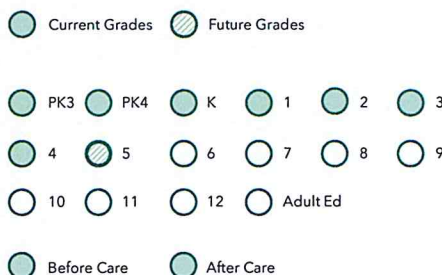 Current Grades Future Grades
PK3 PK4 K 1 2 3
4 5 6 7 8 9
10 11 12 Adult Ed
Before Care After Care